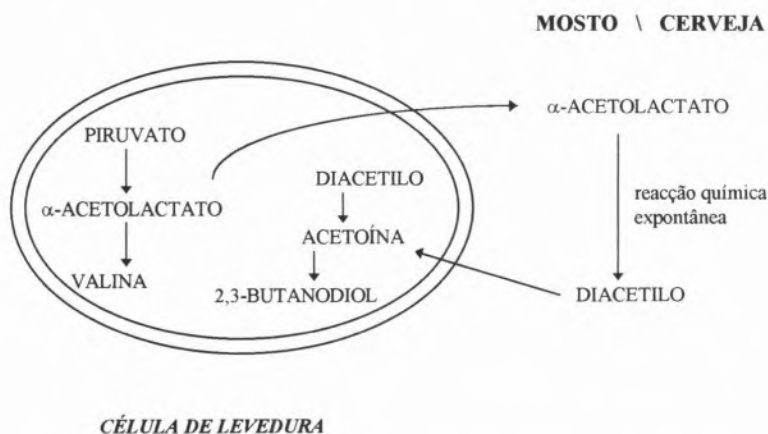 MOSTO \ CERVEJA
PIRUVATO
α-ACETOLACTATO
VALINA
DIACETILO
ACETOÍNA
2,3-BUTANODIOL
α-ACETOLACTATO
reacção química
expontânea
DIACETILO
CÉLULA DE LEVEDURA